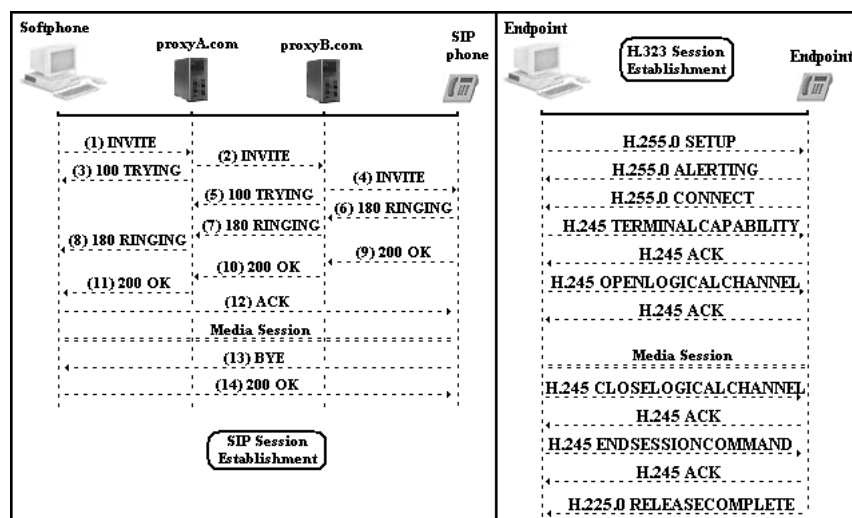 Softphone
proxyA.com
proxyB.com
SIP
phone
(1) INVITE
(2) INVITE
(3) 100 TRYING
(4) INVITE
(5) 100 TRYING
(6) 180 RINGING
(7) 180 RINGING
(8) 180 RINGING
(9) 200 OK
(10) 200 OK
(11) 200 OK
(12) ACK
Media Session
(13) BYE
(14) 200 OK
SIP Session
Establishment
Endpoint
H.323 Session
Establishment
Endpoint
H.255.0 SETUP
H.255.0 ALERTING
H.255.0 CONNECT
H.245 TERMINALCAPABILITY
H.245 ACK
H.245 OPENLOGICALCHANNEL
H.245 ACK
Media Session
H.245 CLOSELOGICALCHANNEL
H.245 ACK
H.245 ENDSESSIONCOMMAND
H.245 ACK
H.225.0 RELEASECOMPLETE